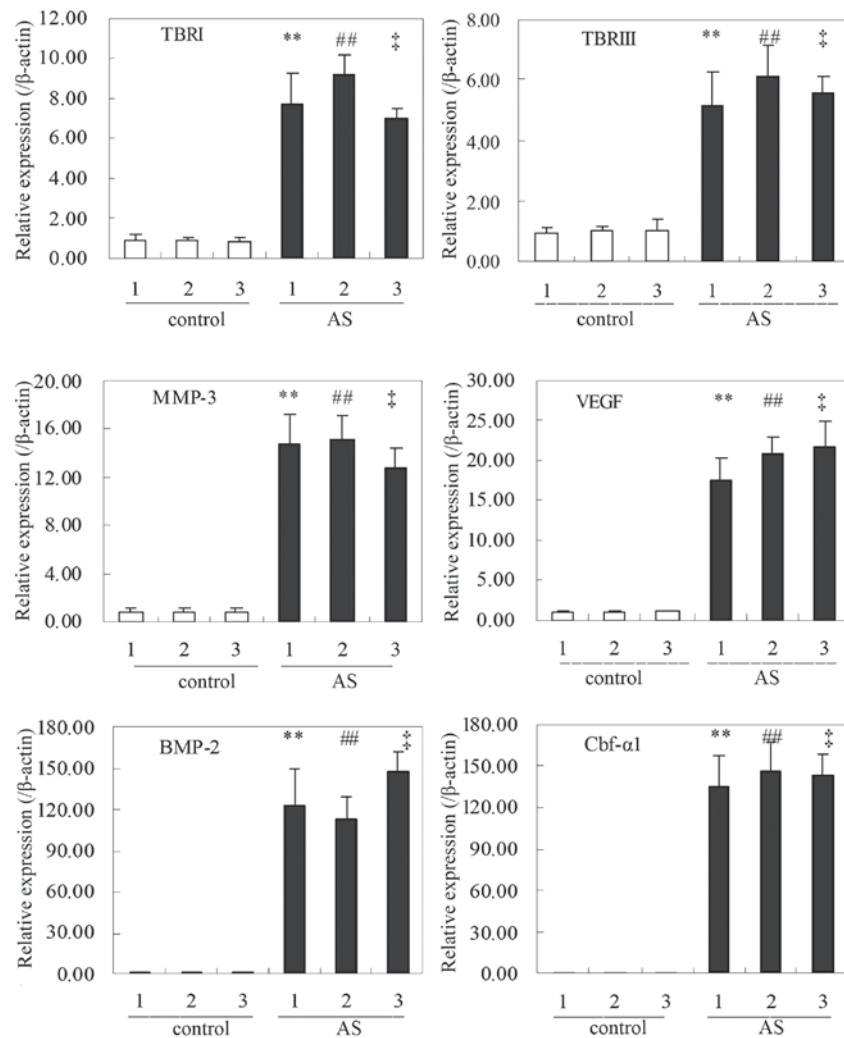 Relative expression (/β-actin)
12.00
10.00
8.00
6.00
4.00
2.00
0.00
TBRI
** ## ‡
1 2 3 1 2 3
control AS
Relative expression (/β-actin)
8.00
6.00
4.00
2.00
0.00
TBRIII
** ## ‡
1 2 3 1 2 3
control AS
Relative expression (/β-actin)
20.00
16.00
12.00
8.00
4.00
0.00
MMP-3
** ## ‡
1 2 3 1 2 3
control AS
Relative expression (/β-actin)
30.00
25.00
20.00
15.00
10.00
5.00
0.00
VEGF
** ## ‡
1 2 3 1 2 3
control AS
Relative expression (/β-actin)
180.00
150.00
120.00
90.00
60.00
30.00
0.00
BMP-2
** ## ‡
1 2 3 1 2 3
control AS
Relative expression (/β-actin)
180.00
150.00
120.00
90.00
60.00
30.00
0.00
Cbf-α1
** ## ‡
1 2 3 1 2 3
control AS